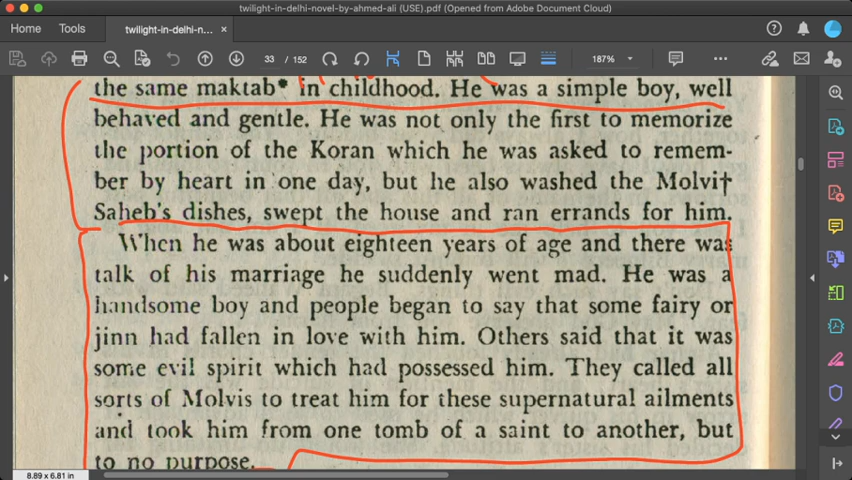 twilight-in-delhi-novel-by-ahmed-ali (USE).pdf (Opened from Adobe Document Cloud)
Home Tools twilight-in-delhi-n... ×
33 / 152 187%
the same maktab* in childhood. He was a simple boy, well
behaved and gentle. He was not only the first to memorize
the portion of the Koran which he was asked to remem-
ber by heart in one day, but he also washed the Molvi†
Saheb's dishes, swept the house and ran errands for him.
When he was about eighteen years of age and there was
talk of his marriage he suddenly went mad. He was a
handsome boy and people began to say that some fairy or
jinn had fallen in love with him. Others said that it was
some evil spirit which had possessed him. They called all
sorts of Molvis to treat him for these supernatural ailments
and took him from one tomb of a saint to another, but
to no purpose.
8.89 x 6.81 in